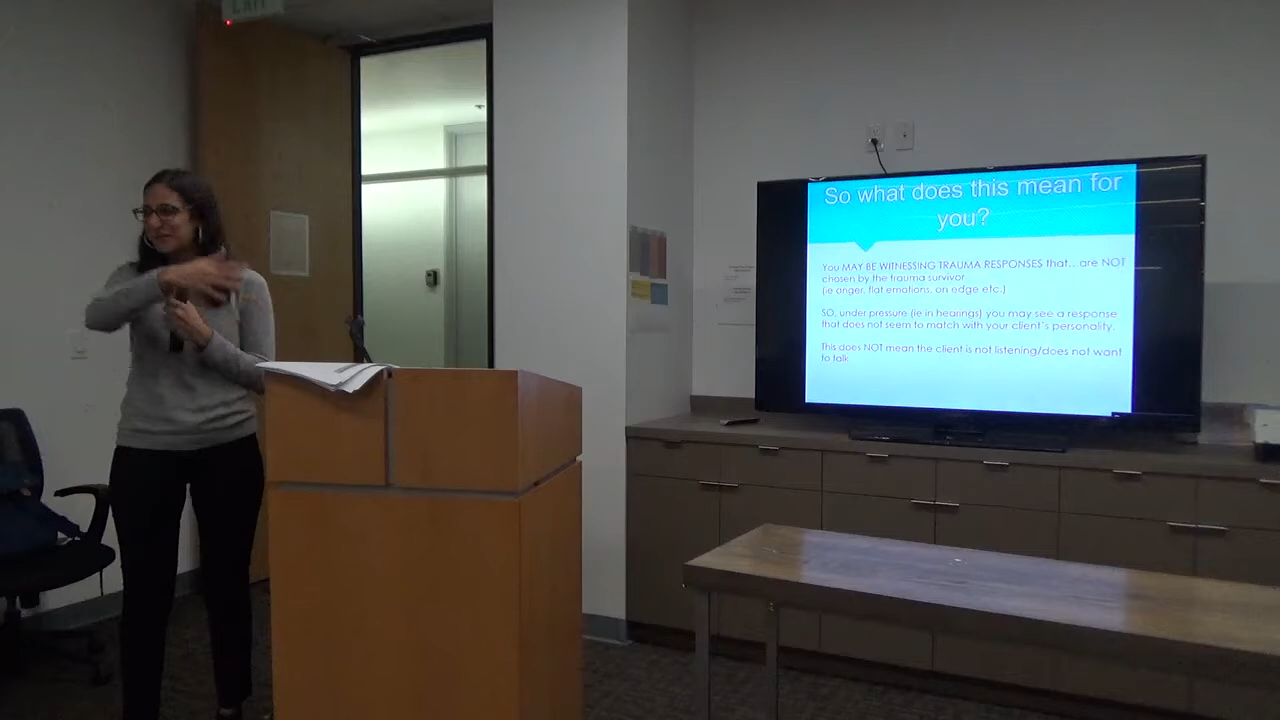 EXIT
So what does this mean for
you?
You MAY BE WITNESSING TRAUMA RESPONSES that... are NOT
chosen by the trauma survivor
(ie anger, flat emotions, on edge etc.)
SO, under pressure (ie in hearings) you may see a response
that does not seem to match with your client's personality.
This does NOT mean the client is not listening/does not want
to talk